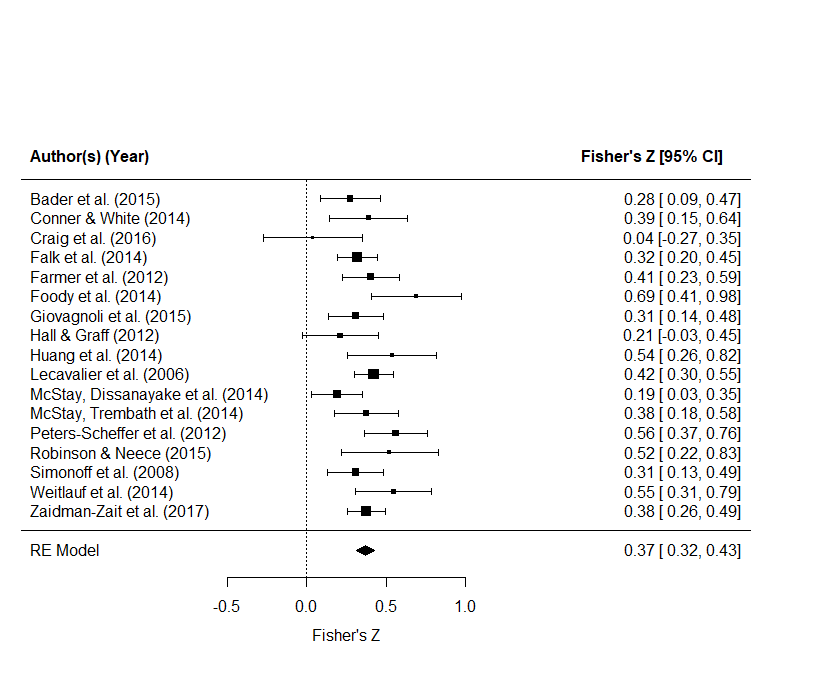 Author(s) (Year) Fisher's Z [95% CI]
Bader et al. (2015) 0.28 [ 0.09, 0.47]
Conner & White (2014) 0.39 [ 0.15, 0.64]
Craig et al. (2016) 0.04 [-0.27, 0.35]
Falk et al. (2014) 0.32 [ 0.20, 0.45]
Farmer et al. (2012) 0.41 [ 0.23, 0.59]
Foody et al. (2014) 0.69 [ 0.41, 0.98]
Giovagnoli et al. (2015) 0.31 [ 0.14, 0.48]
Hall & Graff (2012) 0.21 [-0.03, 0.45]
Huang et al. (2014) 0.54 [ 0.26, 0.82]
Lecavalier et al. (2006) 0.42 [ 0.30, 0.55]
McStay, Dissanayake et al. (2014) 0.19 [ 0.03, 0.35]
McStay, Trembath et al. (2014) 0.38 [ 0.18, 0.58]
Peters-Scheffer et al. (2012) 0.56 [ 0.37, 0.76]
Robinson & Neece (2015) 0.52 [ 0.22, 0.83]
Simonoff et al. (2008) 0.31 [ 0.13, 0.49]
Weitlauf et al. (2014) 0.55 [ 0.31, 0.79]
Zaidman-Zait et al. (2017) 0.38 [ 0.26, 0.49]
RE Model 0.37 [ 0.32, 0.43]
-0.5 0.0 0.5 1.0
Fisher's Z